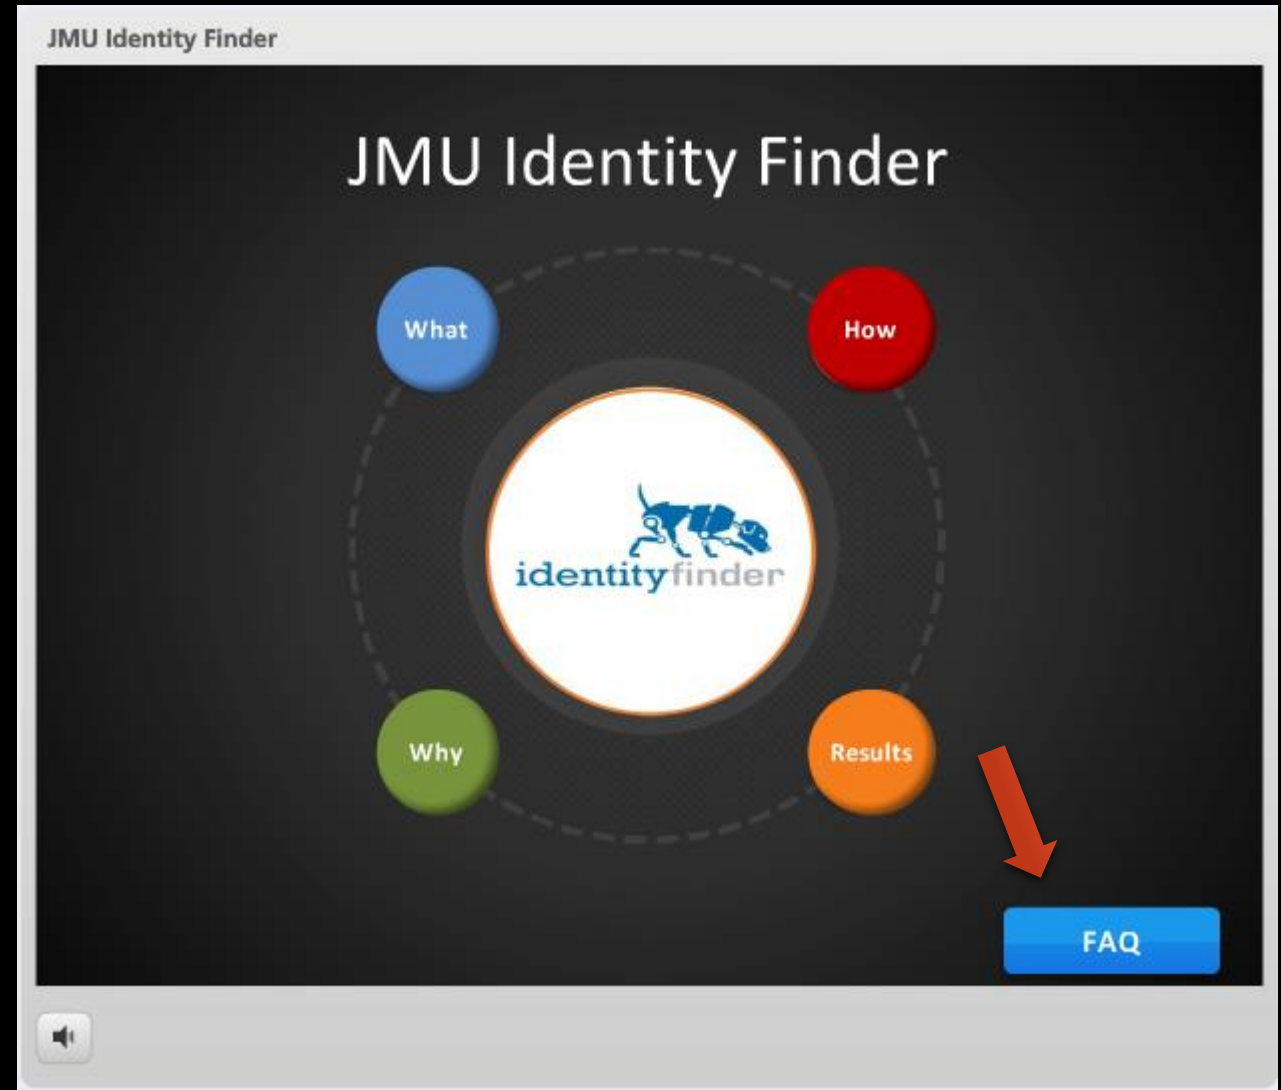 JMU Identity Finder
JMU Identity Finder
What
How
identityfinder
Why
Results
FAQ